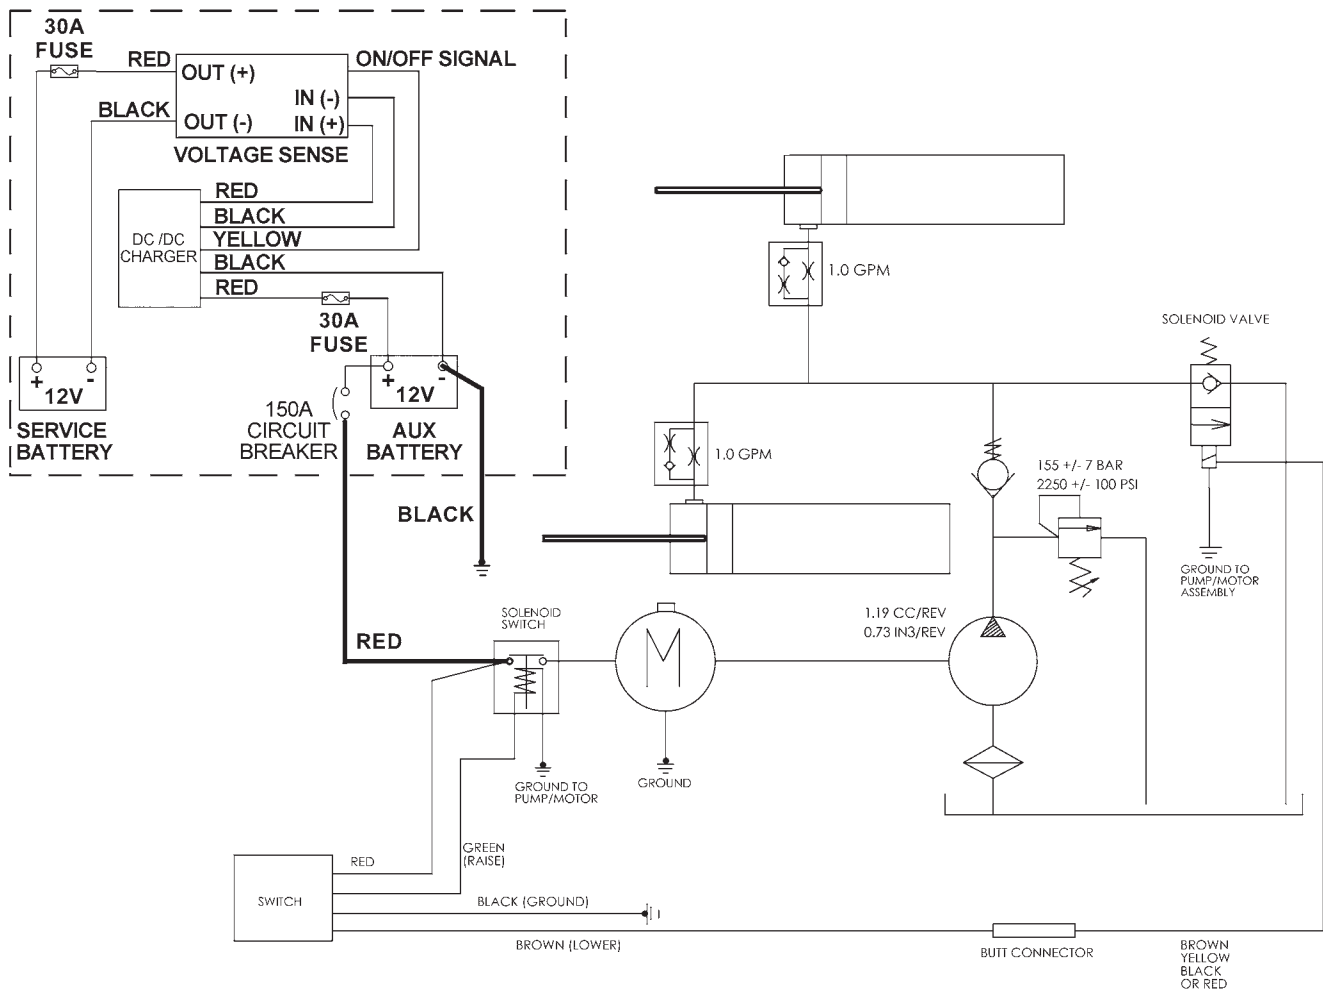 30A
FUSE
RED
OUT (+)
ON/OFF SIGNAL
IN (-)
BLACK
OUT (-)
IN (+)
VOLTAGE SENSE
RED
BLACK
DC /DC
CHARGER
YELLOW
BLACK
RED
30A
FUSE
+
-
12V
SERVICE
BATTERY
150A
CIRCUIT
BREAKER
+
-
12V
AUX
BATTERY
BLACK
RED
1.0 GPM
1.0 GPM
SOLENOID VALVE
155 +/- 7 BAR
2250 +/- 100 PSI
GROUND TO
PUMP/MOTOR
ASSEMBLY
SOLENOID
SWITCH
M
1.19 CC/REV
0.73 IN3/REV
GROUND TO
PUMP/MOTOR
GROUND
GREEN
(RAISE)
RED
SWITCH
BLACK (GROUND)
BROWN (LOWER)
BUTT CONNECTOR
BROWN
YELLOW
BLACK
OR RED